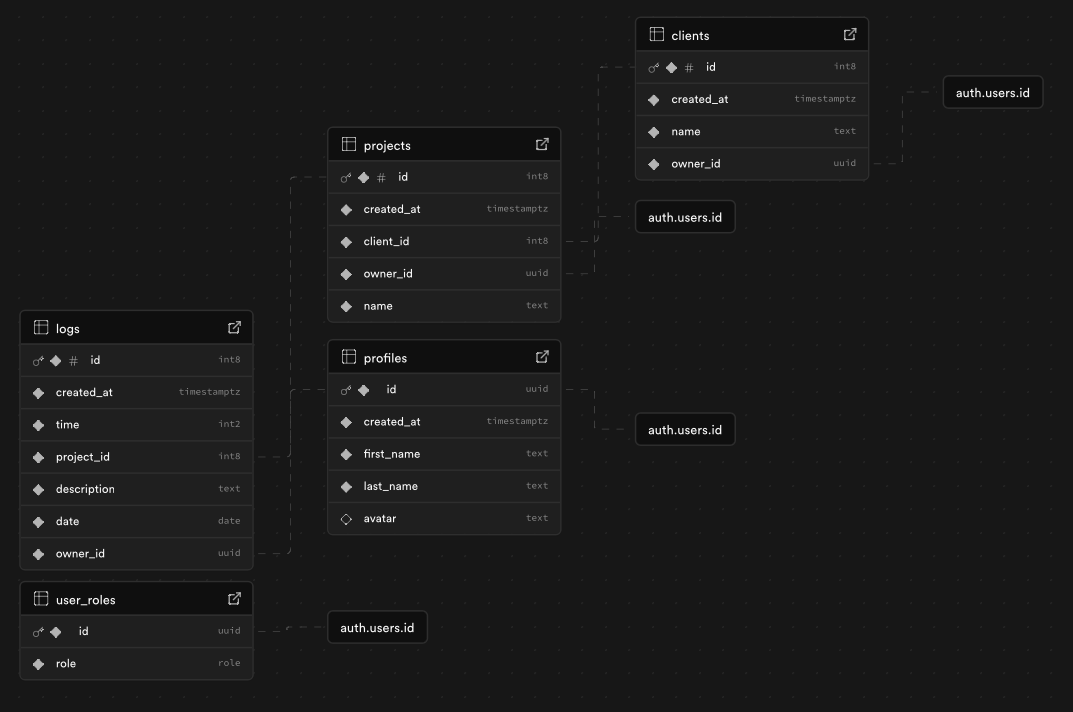 clients
# id int8
created_at timestamptz
name text
owner_id uuid
auth.users.id
projects
# id int8
created_at timestamptz
client_id int8
owner_id uuid
name text
auth.users.id
logs
# id int8
created_at timestamptz
time int2
project_id int8
description text
date date
owner_id uuid
profiles
id uuid
created_at timestamptz
first_name text
last_name text
avatar text
auth.users.id
user_roles
id uuid
role role
auth.users.id